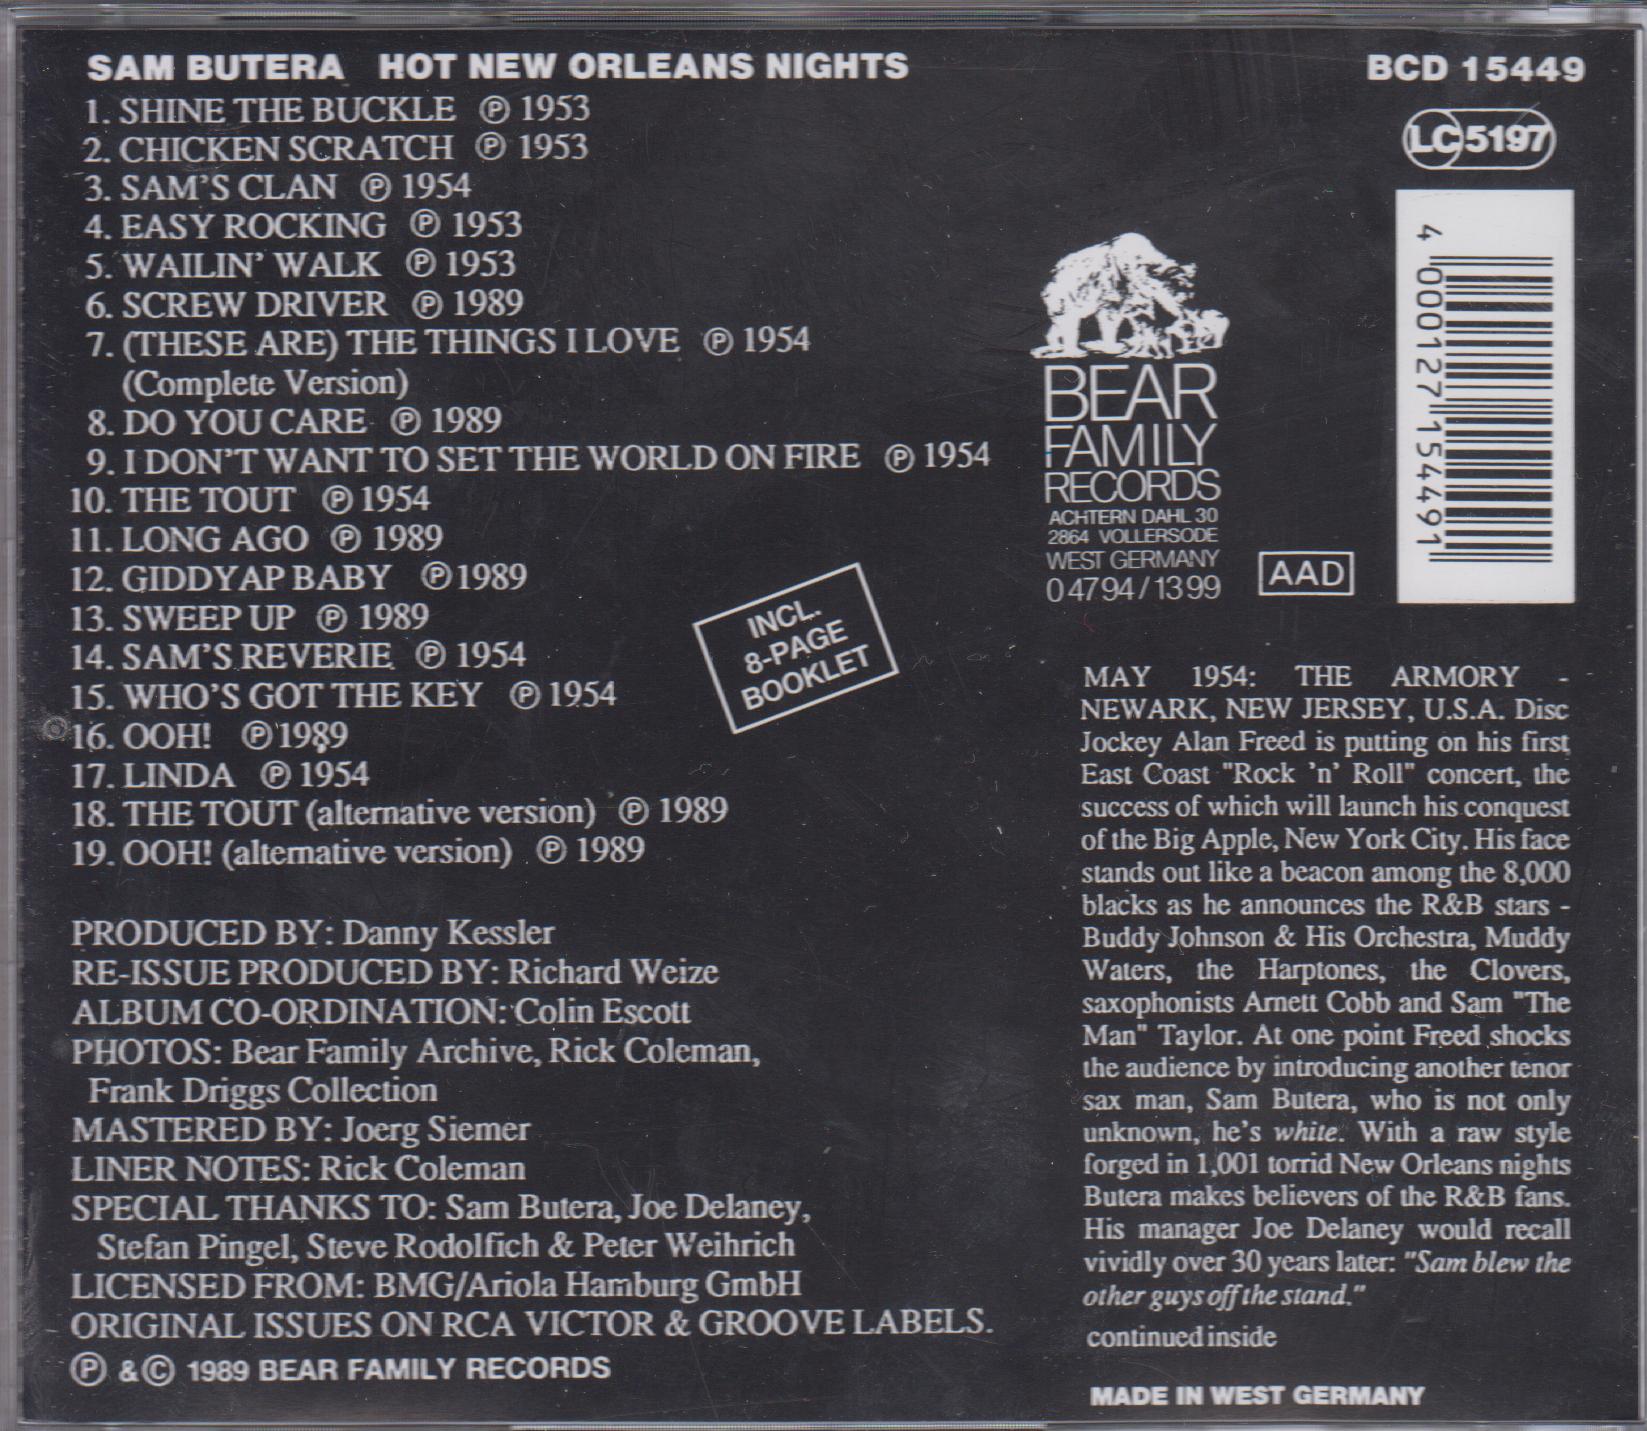 SAM BUTERA HOT NEW ORLEANS NIGHTS
1. SHINE THE BUCKLE ℗ 1953
2. CHICKEN SCRATCH ℗ 1953
3. SAM'S CLAN ℗ 1954
4. EASY ROCKING ℗ 1953
5. WAILIN' WALK ℗ 1953
6. SCREW DRIVER ℗ 1989
7. (THESE ARE) THE THINGS I LOVE ℗ 1954
(Complete Version)
8. DO YOU CARE ℗ 1989
9. I DON'T WANT TO SET THE WORLD ON FIRE ℗ 1954
10. THE TOUT ℗ 1954
11. LONG AGO ℗ 1989
12. GIDDYAP BABY ℗ 1989
13. SWEEP UP ℗ 1989
14. SAM'S REVERIE ℗ 1954
15. WHO'S GOT THE KEY ℗ 1954
16. OOH! ℗ 1989
17. LINDA ℗ 1954
18. THE TOUT (alternative version) ℗ 1989
19. OOH! (alternative version) ℗ 1989
INCL.
8-PAGE
BOOKLET
PRODUCED BY: Danny Kessler
RE-ISSUE PRODUCED BY: Richard Weize
ALBUM CO-ORDINATION: Colin Escott
PHOTOS: Bear Family Archive, Rick Coleman,
Frank Driggs Collection
MASTERED BY: Joerg Siemer
LINER NOTES: Rick Coleman
SPECIAL THANKS TO: Sam Butera, Joe Delaney,
Stefan Pingel, Steve Rodolfich & Peter Weihrich
LICENSED FROM: BMG/Ariola Hamburg GmbH
ORIGINAL ISSUES ON RCA VICTOR & GROOVE LABELS.
℗ & © 1989 BEAR FAMILY RECORDS
BCD 15449
LC 5197
4 000127 154491
BEAR
FAMILY
RECORDS
ACHTERN DAHL 30
2864 VOLLERSODE
WEST GERMANY
0 47 94 / 13 99
AAD
MAY 1954: THE ARMORY -
NEWARK, NEW JERSEY, U.S.A. Disc
Jockey Alan Freed is putting on his first
East Coast "Rock 'n' Roll" concert, the
success of which will launch his conquest
of the Big Apple, New York City. His face
stands out like a beacon among the 8,000
blacks as he announces the R&B stars -
Buddy Johnson & His Orchestra, Muddy
Waters, the Harptones, the Clovers,
saxophonists Arnett Cobb and Sam "The
Man" Taylor. At one point Freed shocks
the audience by introducing another tenor
sax man, Sam Butera, who is not only
unknown, he's white. With a raw style
forged in 1,001 torrid New Orleans nights
Butera makes believers of the R&B fans.
His manager Joe Delaney would recall
vividly over 30 years later: "Sam blew the
other guys off the stand."
continued inside
MADE IN WEST GERMANY